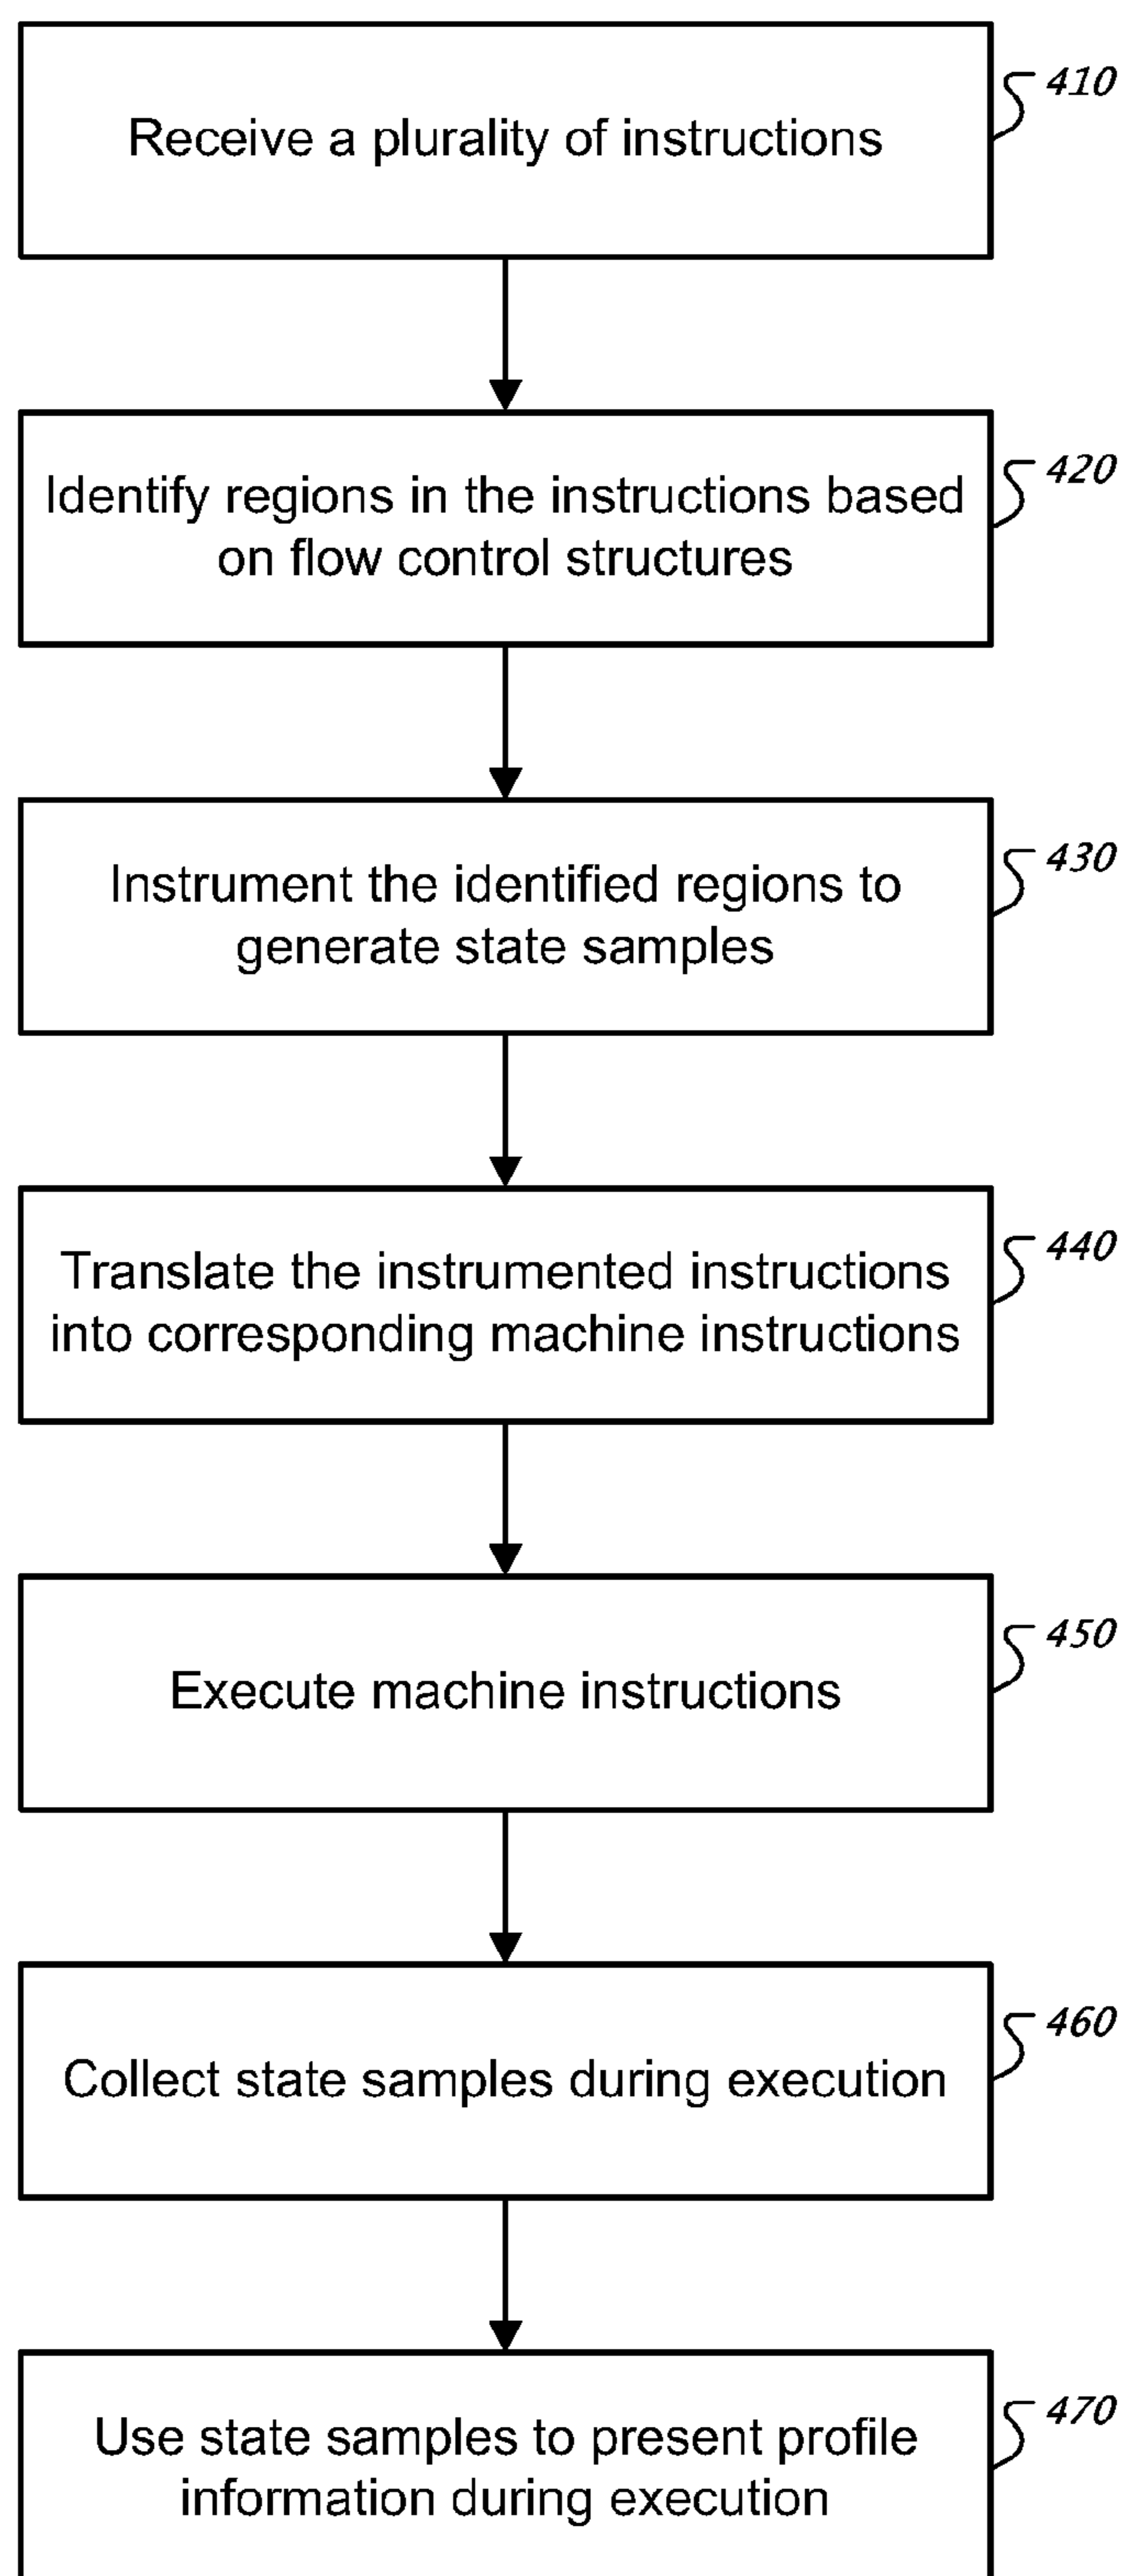 Receive a plurality of instructions
410
Identify regions in the instructions based
on flow control structures
420
Instrument the identified regions to
generate state samples
430
Translate the instrumented instructions
into corresponding machine instructions
440
Execute machine instructions
450
Collect state samples during execution
460
Use state samples to present profile
information during execution
470